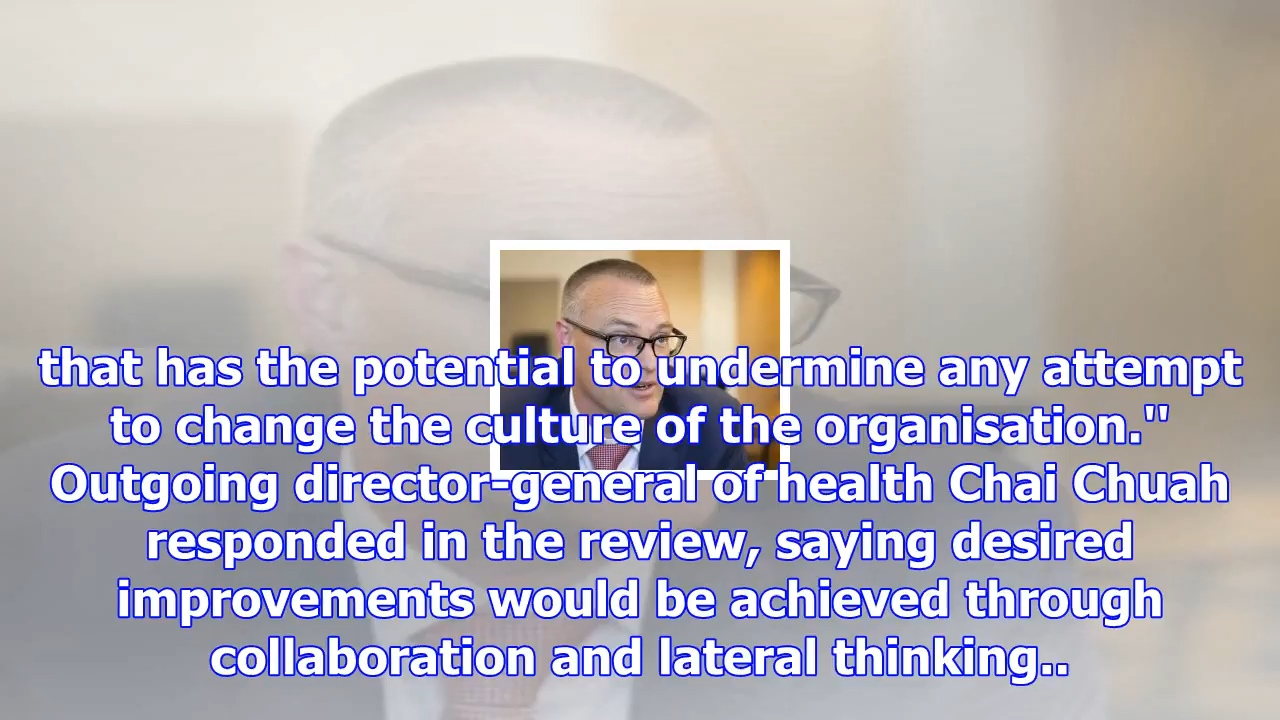 that has the potential to undermine any attempt
to change the culture of the organisation.''
Outgoing director-general of health Chai Chuah
responded in the review, saying desired
improvements would be achieved through
collaboration and lateral thinking..